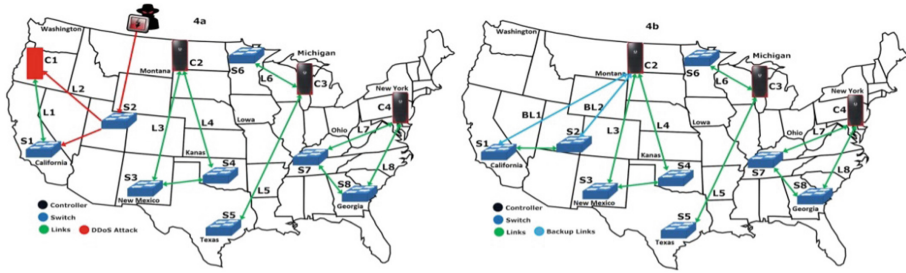 4a
Washington
C1
Montana
C2
S6
Michigan
L6
C3
L2
L1
S2
New York
C4
L3
L4
Iowa
Ohio
L7
S1
California
Kanas
S7
L8
S3
S4
New Mexico
L5
S8
Georgia
S5
Texas
Controller
Switch
Links
DDoS Attack
4b
Washington
Montana
C2
S6
Michigan
L6
C3
New York
C4
BL1
BL2
L3
L4
Iowa
Ohio
L7
S1
S2
California
Kanas
S7
L8
S3
S4
New Mexico
L5
S8
Georgia
S5
Texas
Controller
Switch
Links
Backup Links